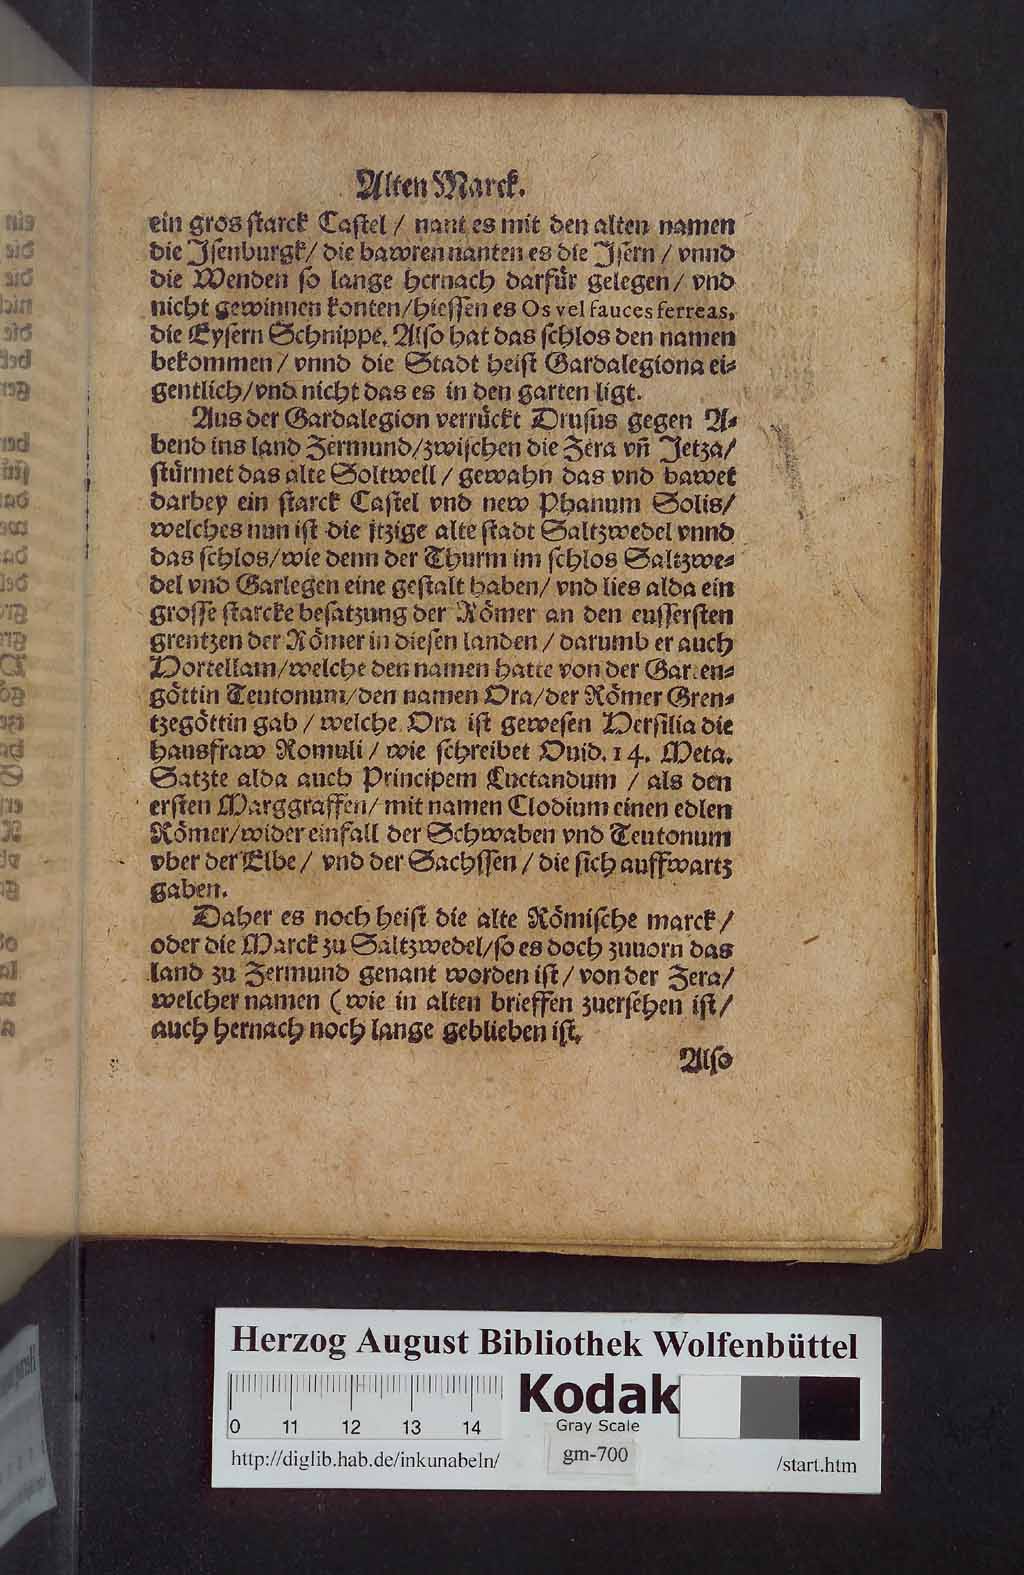 Alten Marck.
ein gros starck Castel / nant es mit den alten namen
die Jsenburgk/ die bawren nanten es die Jsern / vnnd
die Wenden so lange hernach darfür gelegen/ vnd
nicht gewinnen konten/hiessen es Os vel fauces ferreas,
die Eysern Schnippe. Also hat das schlos den namen
bekommen/ vnnd die Stadt heist Gardalegiona ei-
gentlich/vnd nicht das es in den garten ligt.
Aus der Gardalegion verrückt Drusus gegen A-
bend ins land Zermund/zwischen die Zera vñ Jetza/
stürmet das alte Soltwell / gewahn das vnd bawet
darbey ein starck Castel vnd new Phanum Solis/
welches nun ist die jtzige alte stadt Saltzwedel vnnd
das schlos/wie denn der Thurm im schlos Saltzwe-
del vnd Garlegen eine gestalt haben/ vnd lies alda ein
grosse starcke besatzung der Römer an den eussersten
grentzen der Römer in diesen landen / darumb er auch
Vortellam/welche den namen hatte von der Garten-
göttin Teutonum/den namen Ora/der Römer Gren-
tzegöttin gab / welche Ora ist gewesen Versilia die
hausfraw Romuli / wie schreibet Ouid. 14. Meta.
Satzte alda auch Principem Luctandum / als den
ersten Marggraffen/ mit namen Clodium einen edlen
Römer/wider einfall der Schwaben vnd Teutonum
vber der Elbe/ vnd der Sachssen / die sich auffwartz
gaben.
Daher es noch heist die alte Römische marck /
oder die Marck zu Saltzwedel/so es doch zuuorn das
land zu Zermund genant worden ist / von der Zera/
welcher namen (wie in alten brieffen zuersehen ist/
auch hernach noch lange geblieben ist.
Also
Herzog August Bibliothek Wolfenbüttel
0 11 12 13 14
Kodak
Gray Scale
http://diglib.hab.de/inkunabeln/
gm-700
/start.htm